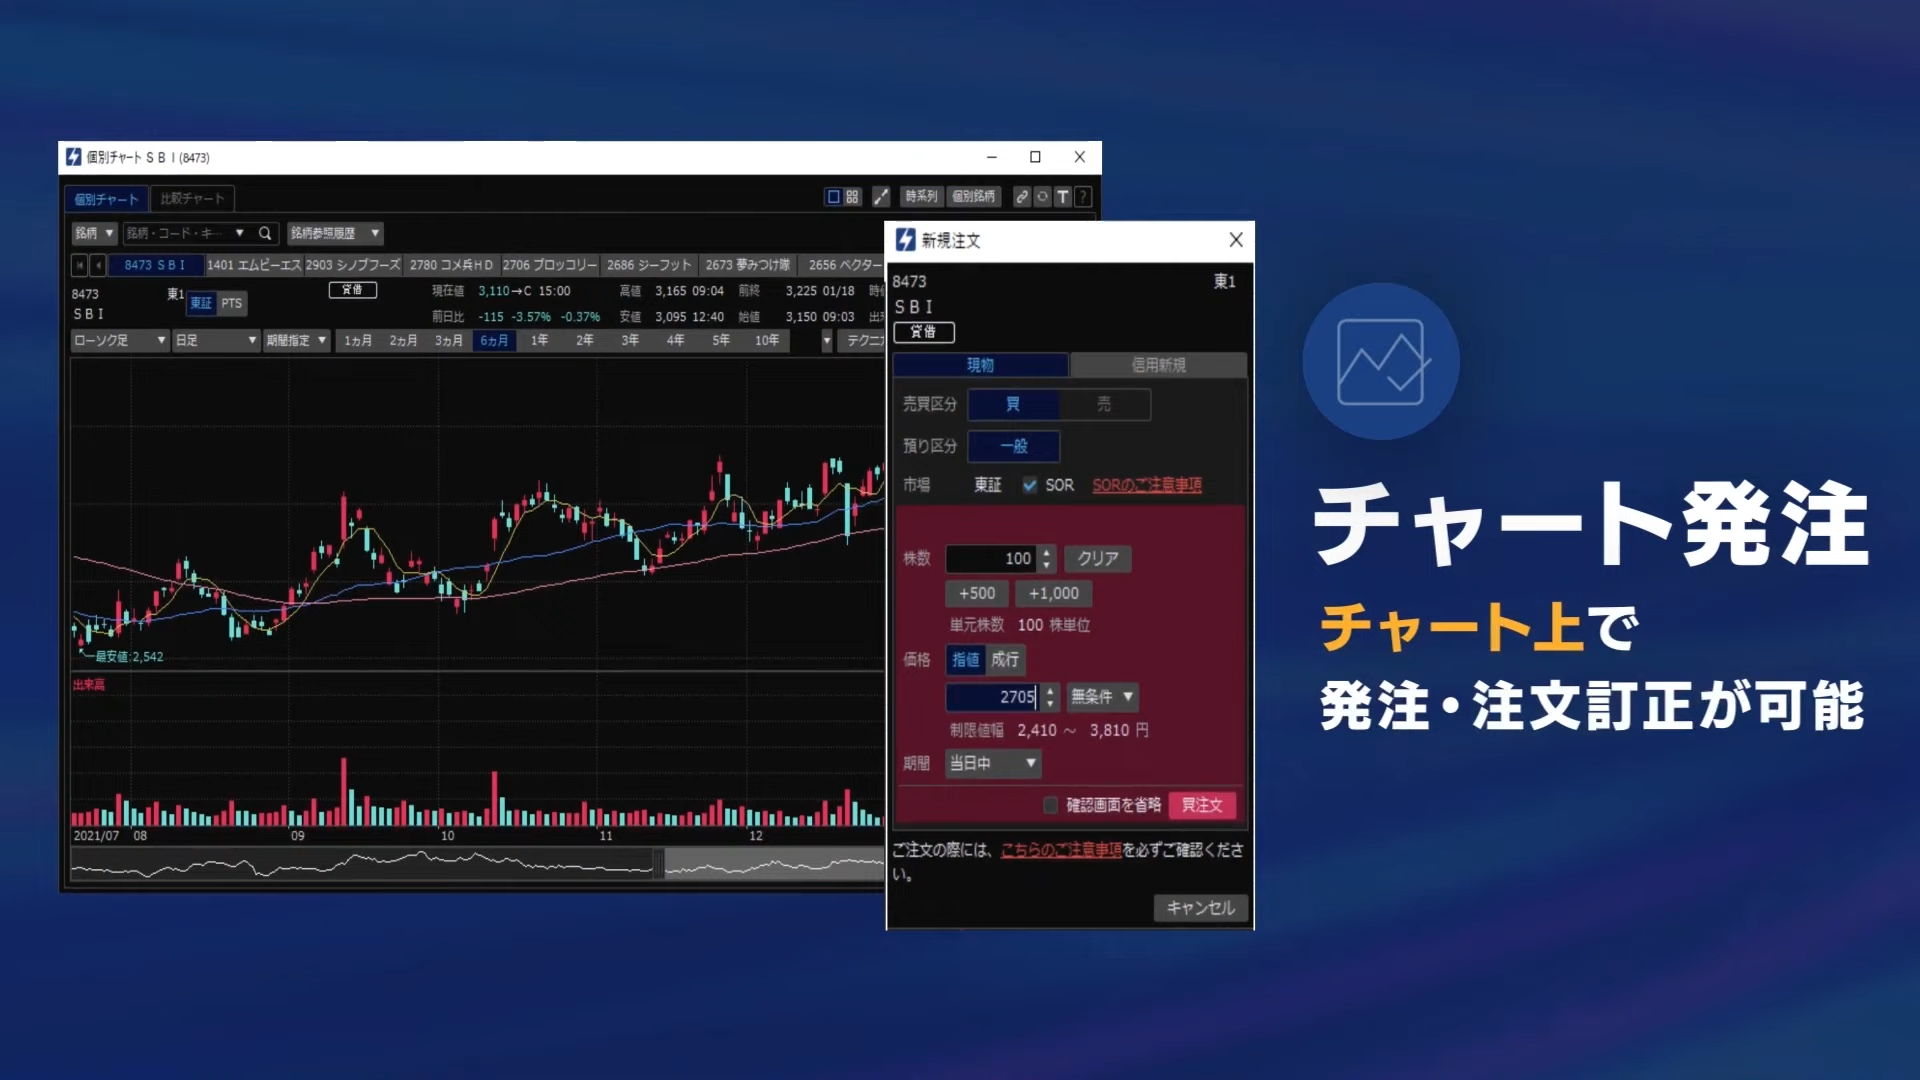 個別チャート ＳＢＩ(8473)
個別チャート 比較チャート 時系列 個別銘柄 T ?
銘柄 銘柄・コード・キ… 銘柄参照履歴
8473 ＳＢＩ 1401 エムビーエス 2903 シノブフーズ 2780 コメ兵ＨＤ 2706 ブロッコリー 2686 ジーフット 2673 夢みつけ隊 2656 ベクター
8473 東1 東証 PTS 貸借 現在値 3,110→C 15:00 高値 3,165 09:04 前終 3,225 01/18
ＳＢＩ 前日比 -115 -3.57% -0.37% 安値 3,095 12:40 始値 3,150 09:03
ローソク足 日足 期間指定 1ヵ月 2ヵ月 3ヵ月 6ヵ月 1年 2年 3年 4年 5年 10年 テクニ
最安値:2,542
出来高
2021/07 08 09 10 11 12
新規注文
8473 東1
ＳＢＩ
貸借
現物 信用新規
売買区分 買 売
預り区分 一般
市場 東証 SOR SORのご注意事項
株数 100 クリア
+500 +1,000
単元株数 100 株単位
価格 指値 成行
2705 無条件
制限値幅 2,410 ～ 3,810 円
期間 当日中
確認画面を省略 買注文
ご注文の際には、こちらのご注意事項を必ずご確認くださ
い。
キャンセル
チャート発注
チャート上で
発注・注文訂正が可能